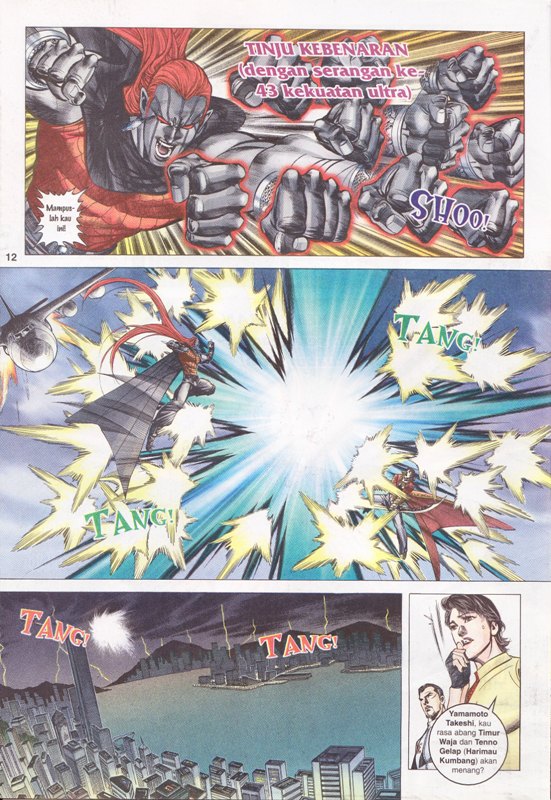 TINJU KEBENARAN
(dengan serangan ke-
43 kekuatan ultra)
Mampus-
lah kau
ini!
SHOO!
12
TANG!
TANG!
TANG!
TANG!
Yamamoto
Takeshi, kau
rasa abang Timur
Waja dan Tenno
Gelap (Harimau
Kumbang) akan
menang?